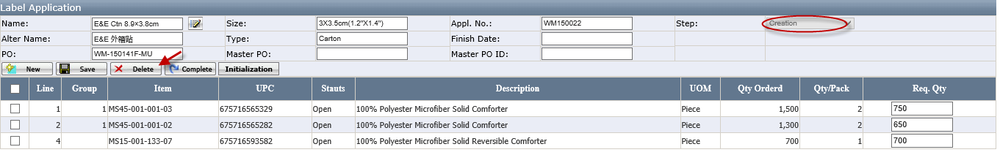 Label Application
Name: E&E Ctn 8.9×3.8cm Size: 3X3.5cm(1.2"X1.4") Appl. No.: WM150022 Step: Creation
Alter Name: E&E 外箱贴 Type: Carton Finish Date:
PO: WM-150141F-MU Master PO: Master PO ID:
New Save Delete Complete Initialization
Line Group Item UPC Stauts Description UOM Qty Orderd Qty/Pack Req. Qty
1 1 MS45-001-001-03 675716565329 Open 100% Polyester Microfiber Solid Comforter Piece 1,500 2 750
2 1 MS45-001-001-02 675716565282 Open 100% Polyester Microfiber Solid Comforter Piece 1,300 2 650
4 MS15-001-133-07 675716593582 Open 100% Polyester Microfiber Solid Reversible Comforter Piece 700 1 700